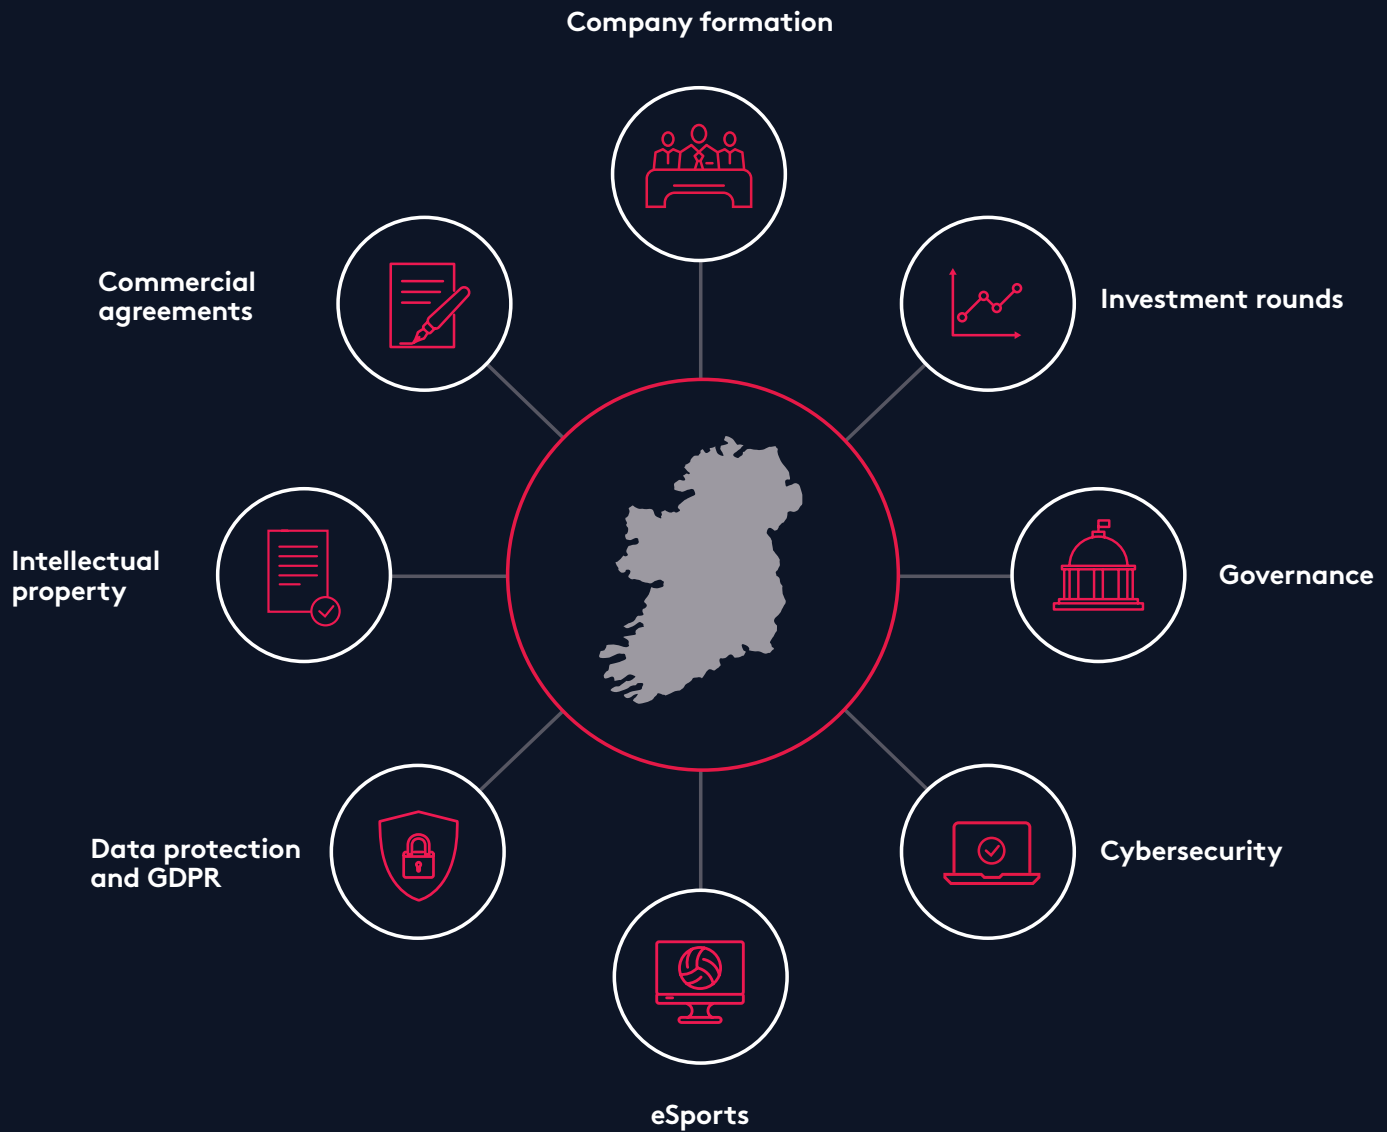 Company formation
Commercial
agreements
Investment rounds
Intellectual
property
Governance
Data protection
and GDPR
Cybersecurity
eSports